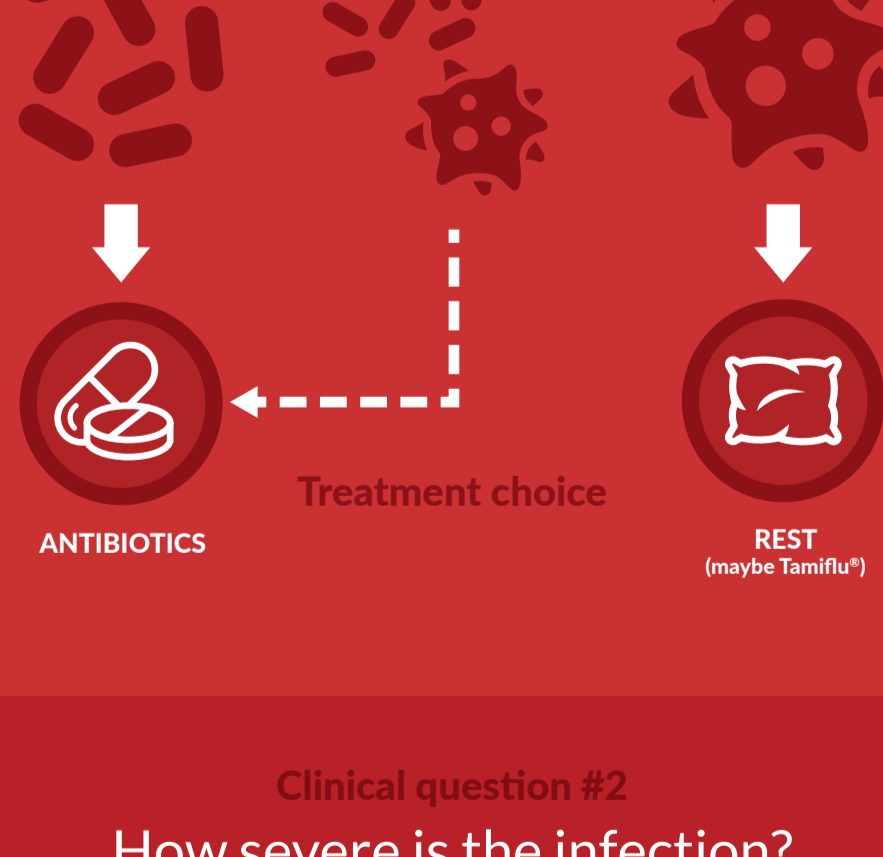 Treatment choice
ANTIBIOTICS
REST
(maybe Tamiflu®)
Clinical question #2
How severe is the infection?